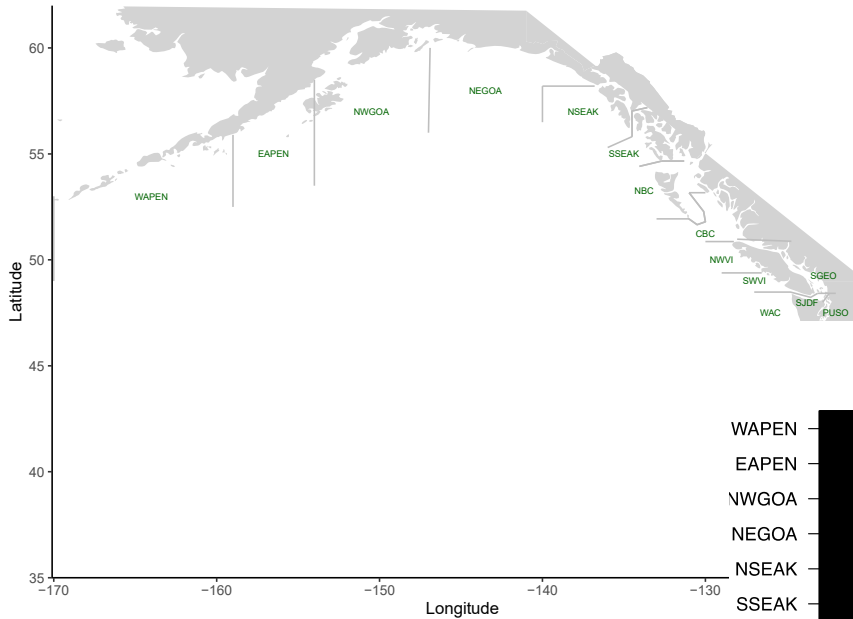 60
NEGOA
NWGOA
NSEAK
55
EAPEN
SSEAK
WAPEN
NBC
CBC
50
NWVI
SGEO
SWVI
SJDF
WAC
PUSO
Latitude
45
WAPEN
EAPEN
40
NWGOA
NEGOA
NSEAK
35
SSEAK
−170
−160
−150
−140
−130
Longitude